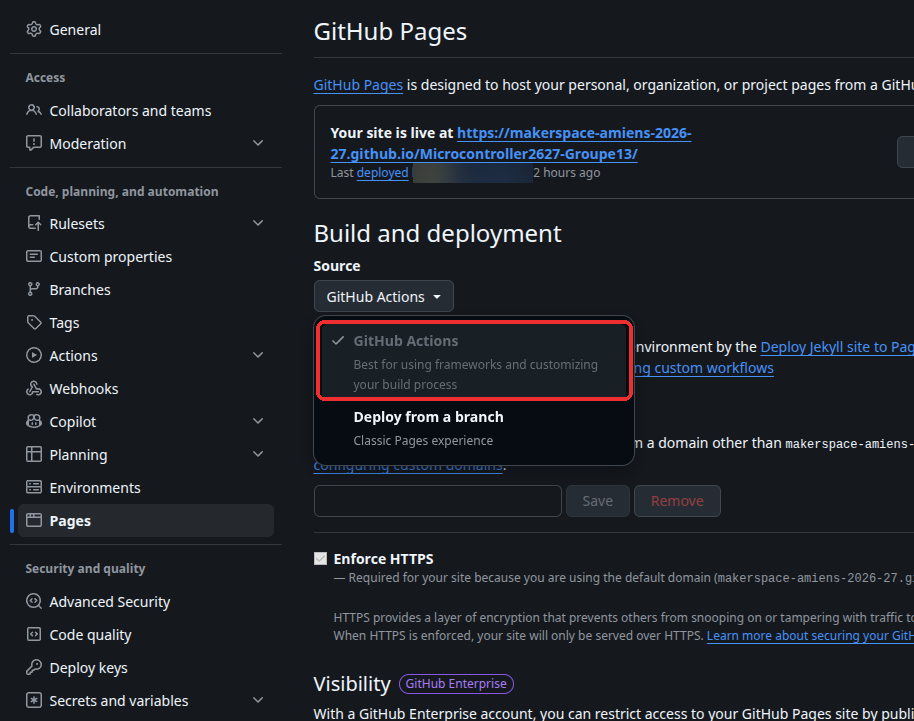 General
Access
Collaborators and teams
Moderation
Code, planning, and automation
Rulesets
Custom properties
Branches
Tags
Actions
Webhooks
Copilot
Planning
Environments
Pages
Security and quality
Advanced Security
Code quality
Deploy keys
Secrets and variables
GitHub Pages
GitHub Pages is designed to host your personal, organization, or project pages from a GitHu
Your site is live at https://makerspace-amiens-2026-
27.github.io/Microcontroller2627-Groupe13/
Last deployed 2 hours ago
Build and deployment
Source
GitHub Actions
GitHub Actions
Best for using frameworks and customizing
your build process
Deploy from a branch
Classic Pages experience
nvironment by the Deploy Jekyll site to Pag
ng custom workflows
m a domain other than makerspace-amiens-
configuring custom domains.
Save
Remove
Enforce HTTPS
— Required for your site because you are using the default domain (makerspace-amiens-2026-27.gi
HTTPS provides a layer of encryption that prevents others from snooping on or tampering with traffic to
When HTTPS is enforced, your site will only be served over HTTPS. Learn more about securing your GitH
Visibility GitHub Enterprise
With a GitHub Enterprise account, you can restrict access to your GitHub Pages site by publi